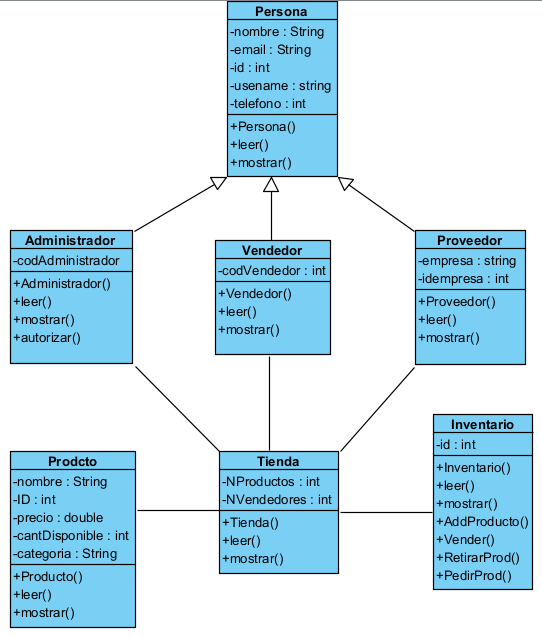 Persona
-nombre : String
-email : String
-id : int
-usename : string
-telefono : int
+Persona()
+leer()
+mostrar()
Administrador
-codAdministrador
+Administrador()
+leer()
+mostrar()
+autorizar()
Vendedor
-codVendedor : int
+Vendedor()
+leer()
+mostrar()
Proveedor
-empresa : string
-idempresa : int
+Proveedor()
+leer()
+mostrar()
Prodcto
-nombre : String
-ID : int
-precio : double
-cantDisponible : int
-categoria : String
+Producto()
+leer()
+mostrar()
Tienda
-NProductos : int
-NVendedores : int
+Tienda()
+leer()
+mostrar()
Inventario
-id : int
+Inventario()
+leer()
+mostrar()
+AddProducto()
+Vender()
+RetirarProd()
+PedirProd()